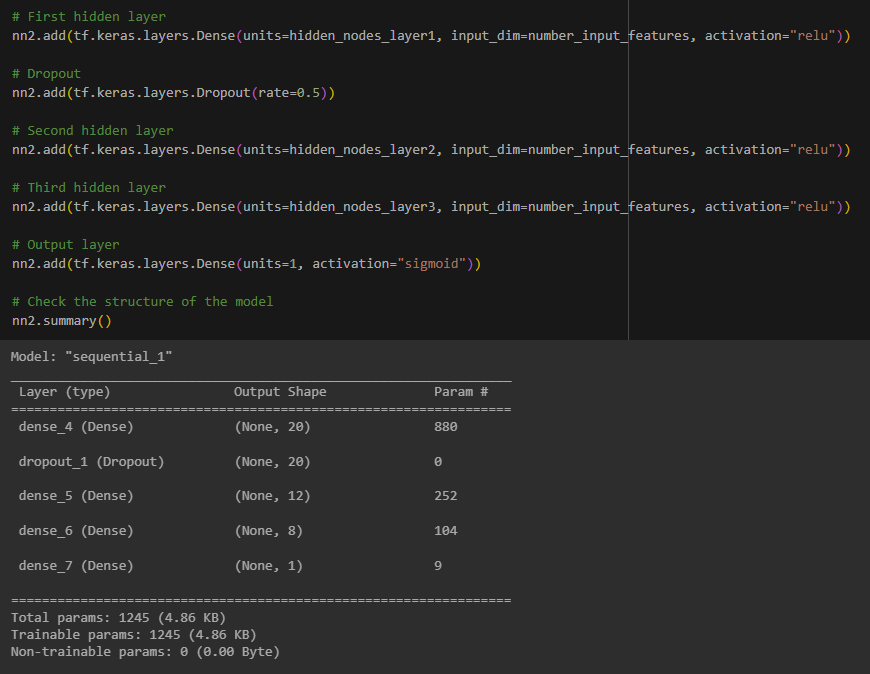 # First hidden layer
nn2.add(tf.keras.layers.Dense(units=hidden_nodes_layer1, input_dim=number_input_features, activation="relu"))
# Dropout
nn2.add(tf.keras.layers.Dropout(rate=0.5))
# Second hidden layer
nn2.add(tf.keras.layers.Dense(units=hidden_nodes_layer2, input_dim=number_input_features, activation="relu"))
# Third hidden layer
nn2.add(tf.keras.layers.Dense(units=hidden_nodes_layer3, input_dim=number_input_features, activation="relu"))
# Output layer
nn2.add(tf.keras.layers.Dense(units=1, activation="sigmoid"))
# Check the structure of the model
nn2.summary()
Model: "sequential_1"
_________________________________________________________________
Layer (type) Output Shape Param #
=================================================================
dense_4 (Dense) (None, 20) 880
dropout_1 (Dropout) (None, 20) 0
dense_5 (Dense) (None, 12) 252
dense_6 (Dense) (None, 8) 104
dense_7 (Dense) (None, 1) 9
=================================================================
Total params: 1245 (4.86 KB)
Trainable params: 1245 (4.86 KB)
Non-trainable params: 0 (0.00 Byte)